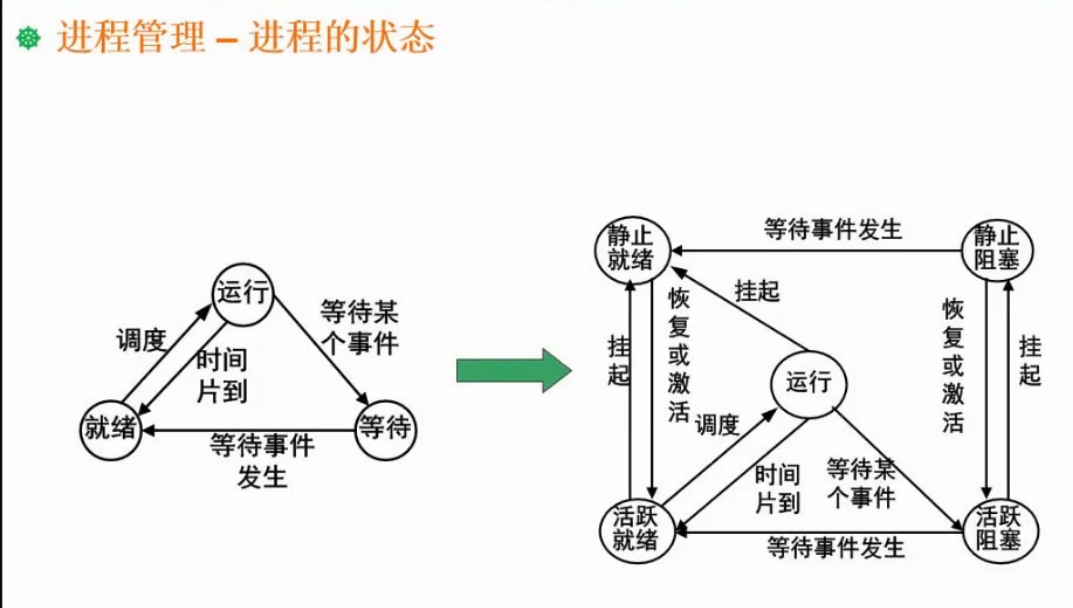 进程管理 – 进程的状态
运行
调度
时间
片到
等待某
个事件
就绪
等待
等待事件
发生
静止
就绪
等待事件发生
静止
阻塞
挂起
恢
复
或
激
活
挂
起
恢
复
或
激
活
挂
起
运行
调度
时间
片到
等待某
个事件
活跃
就绪
等待事件发生
活跃
阻塞